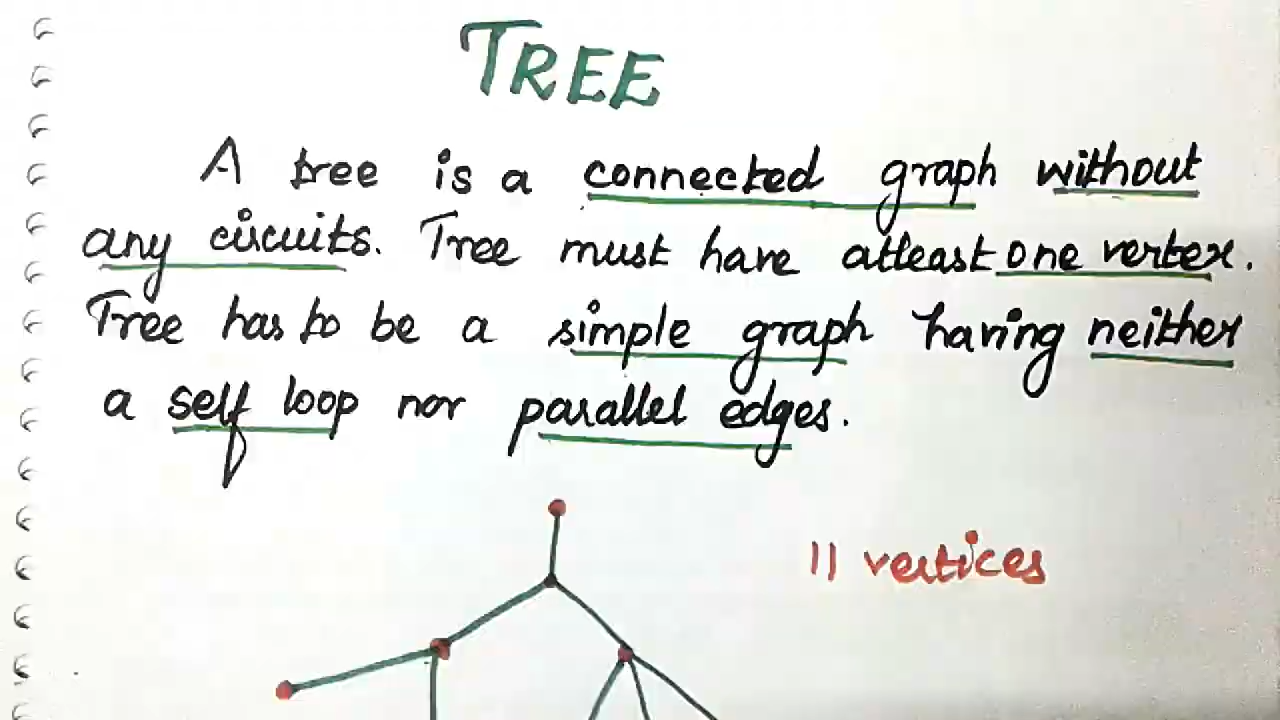 TREE
A tree is a connected graph without
any circuits. Tree must have atleast one vertex.
Tree has to be a simple graph having neither
a self loop nor parallel edges.
11 vertices